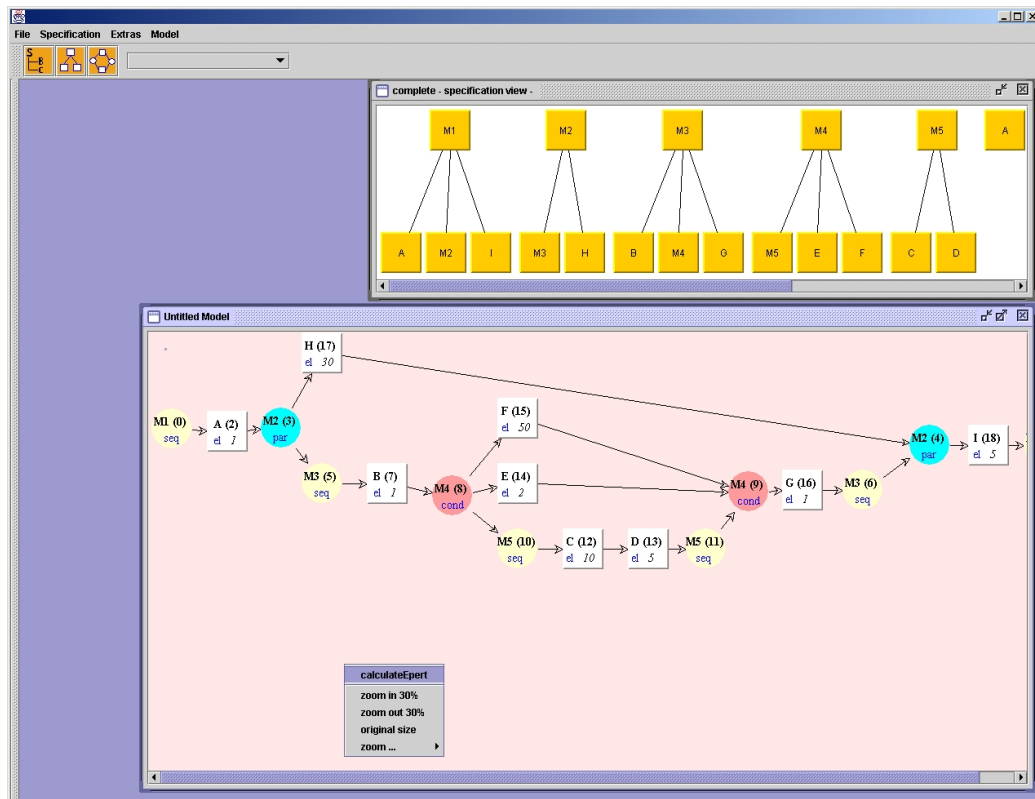 File Specification Extras Model
S
B
C
complete - specification view -
M1 M2 M3 M4 M5 A
A M2 I M3 H B M4 G M5 E F C D
Untitled Model
H (17)
el 30
M1 (0)
seq
A (2)
el 1
M2 (3)
par
F (15)
el 50
M2 (4)
par
I (18)
el 5
M3 (5)
seq
B (7)
el 1
M4 (8)
cond
E (14)
el 2
M4 (9)
cond
G (16)
el 1
M3 (6)
seq
M5 (10)
seq
C (12)
el 10
D (13)
el 5
M5 (11)
seq
calculateEpert
zoom in 30%
zoom out 30%
original size
zoom ...